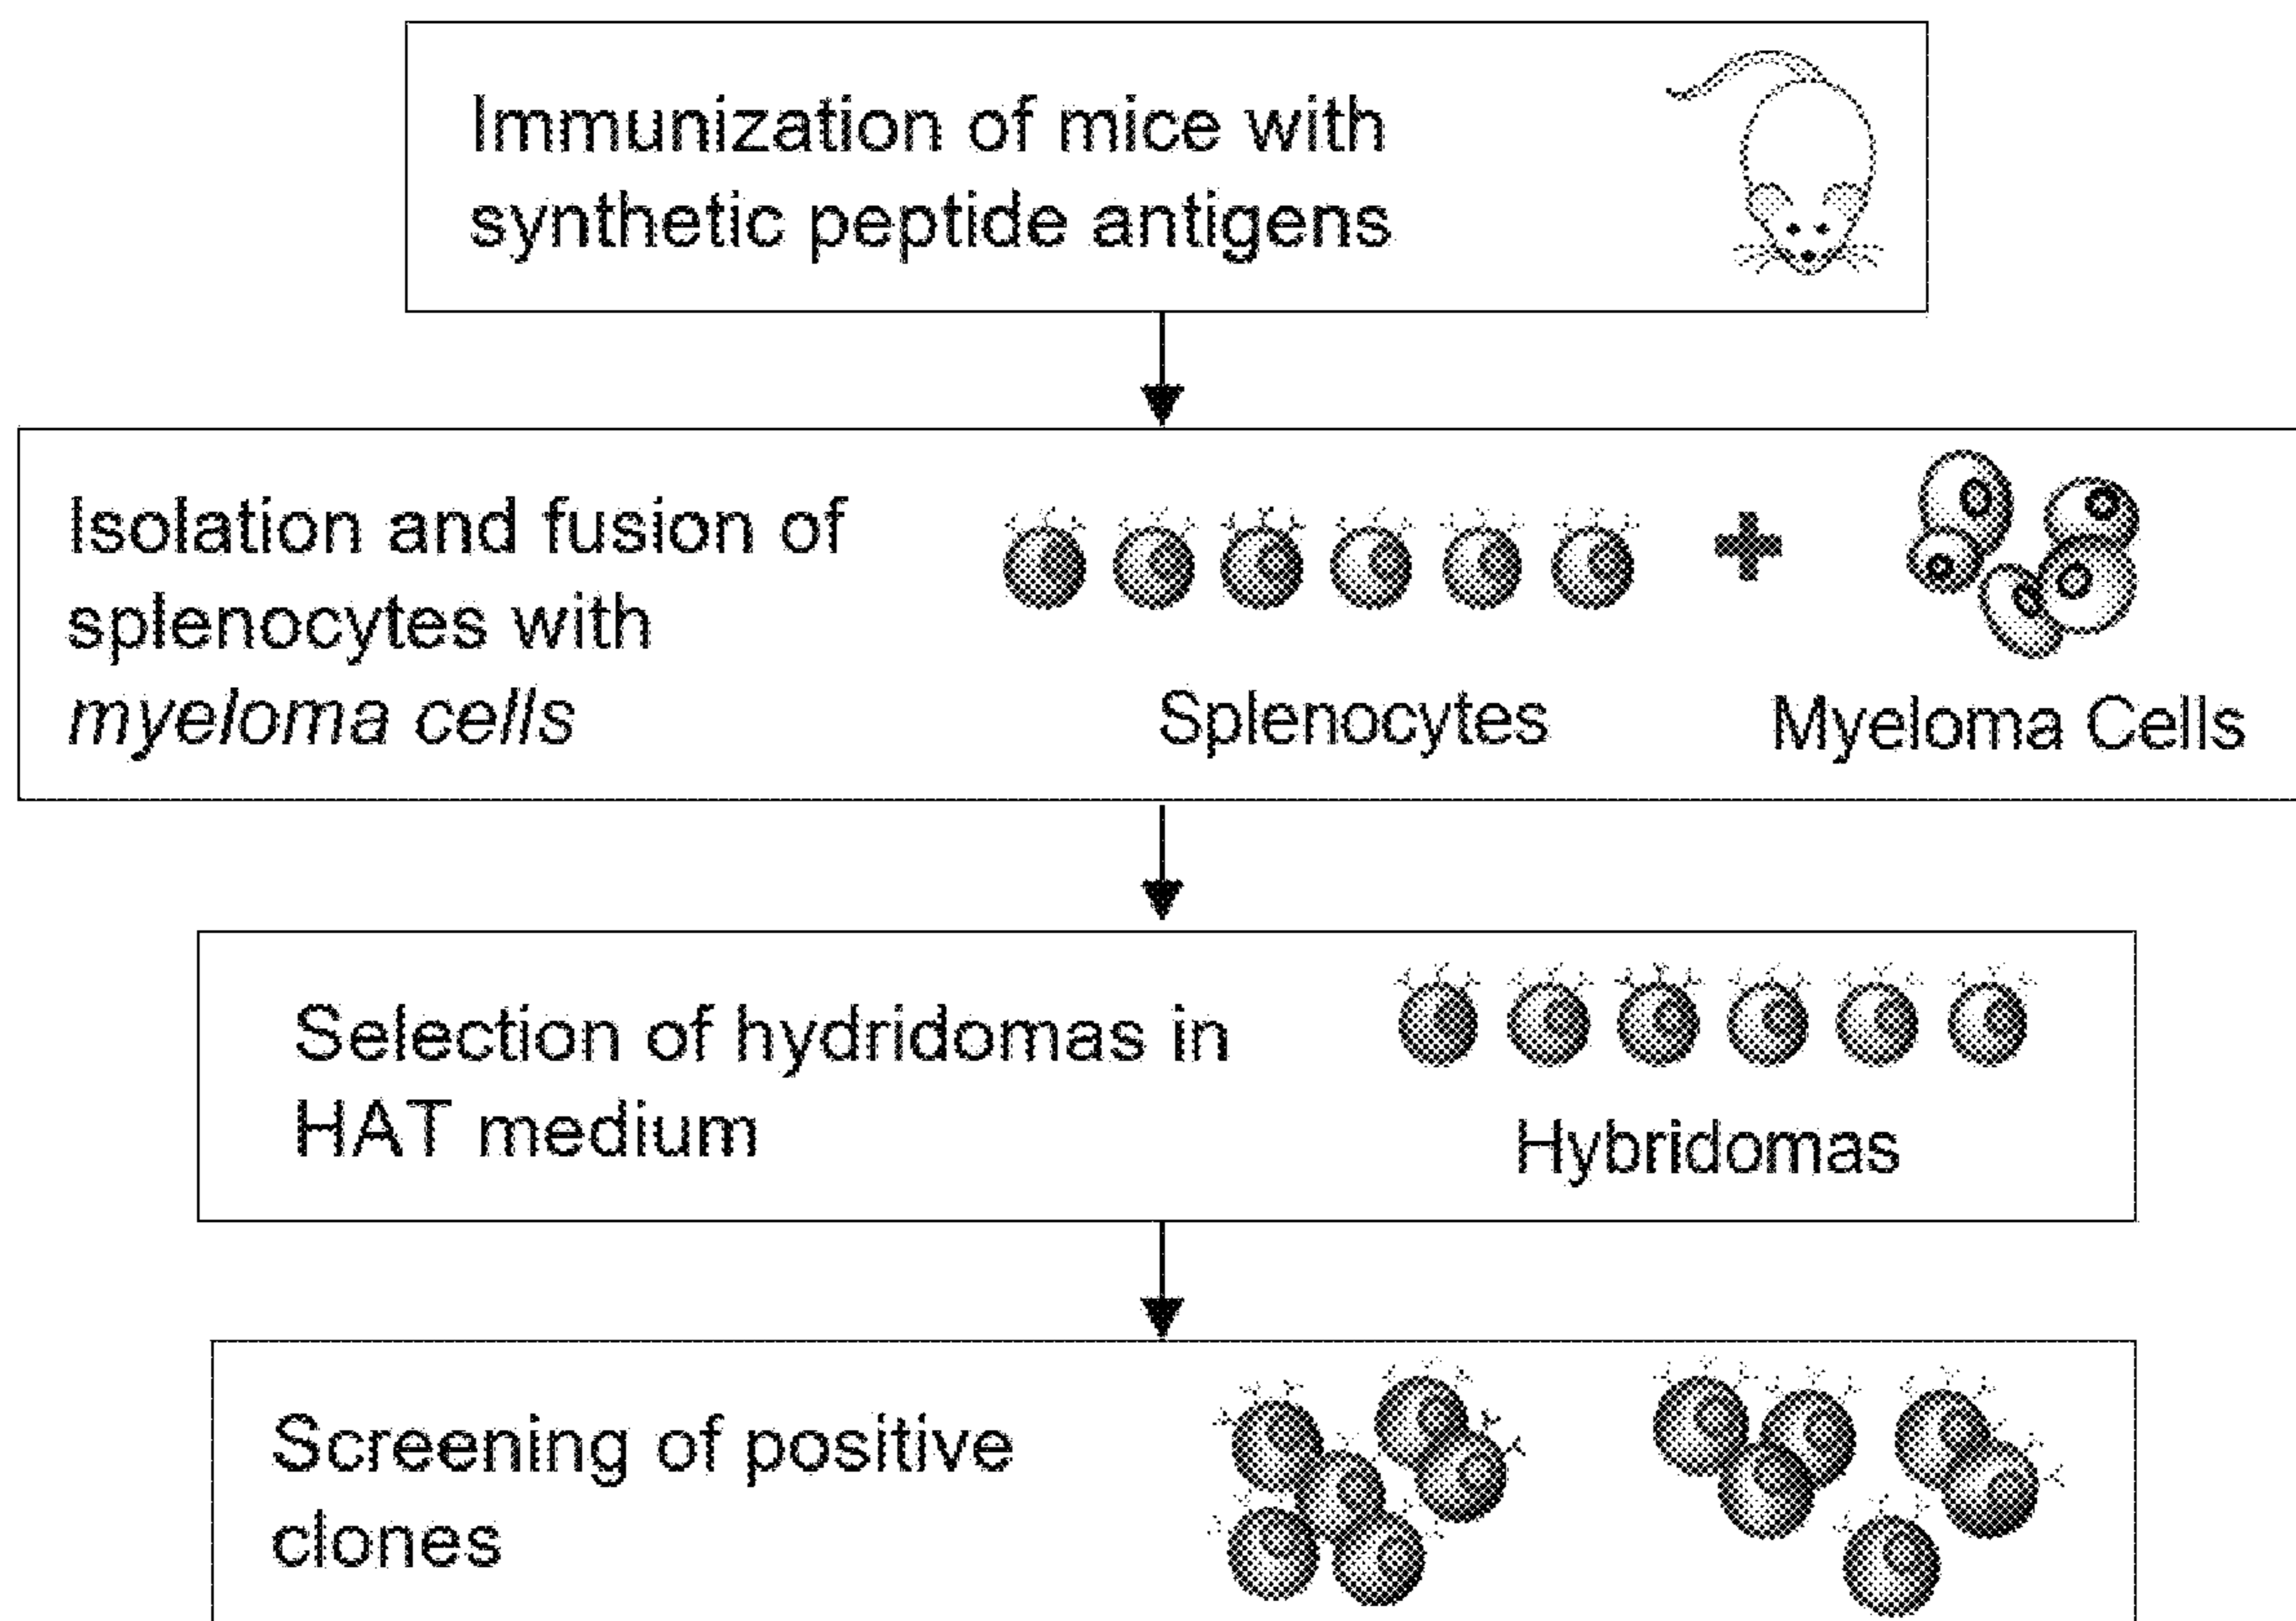 Immunization of mice with
synthetic peptide antigens
Isolation and fusion of
splenocytes with
myeloma cells
Splenocytes
Myeloma Cells
Selection of hydridomas in
HAT medium
Hybridomas
Screening of positive
clones